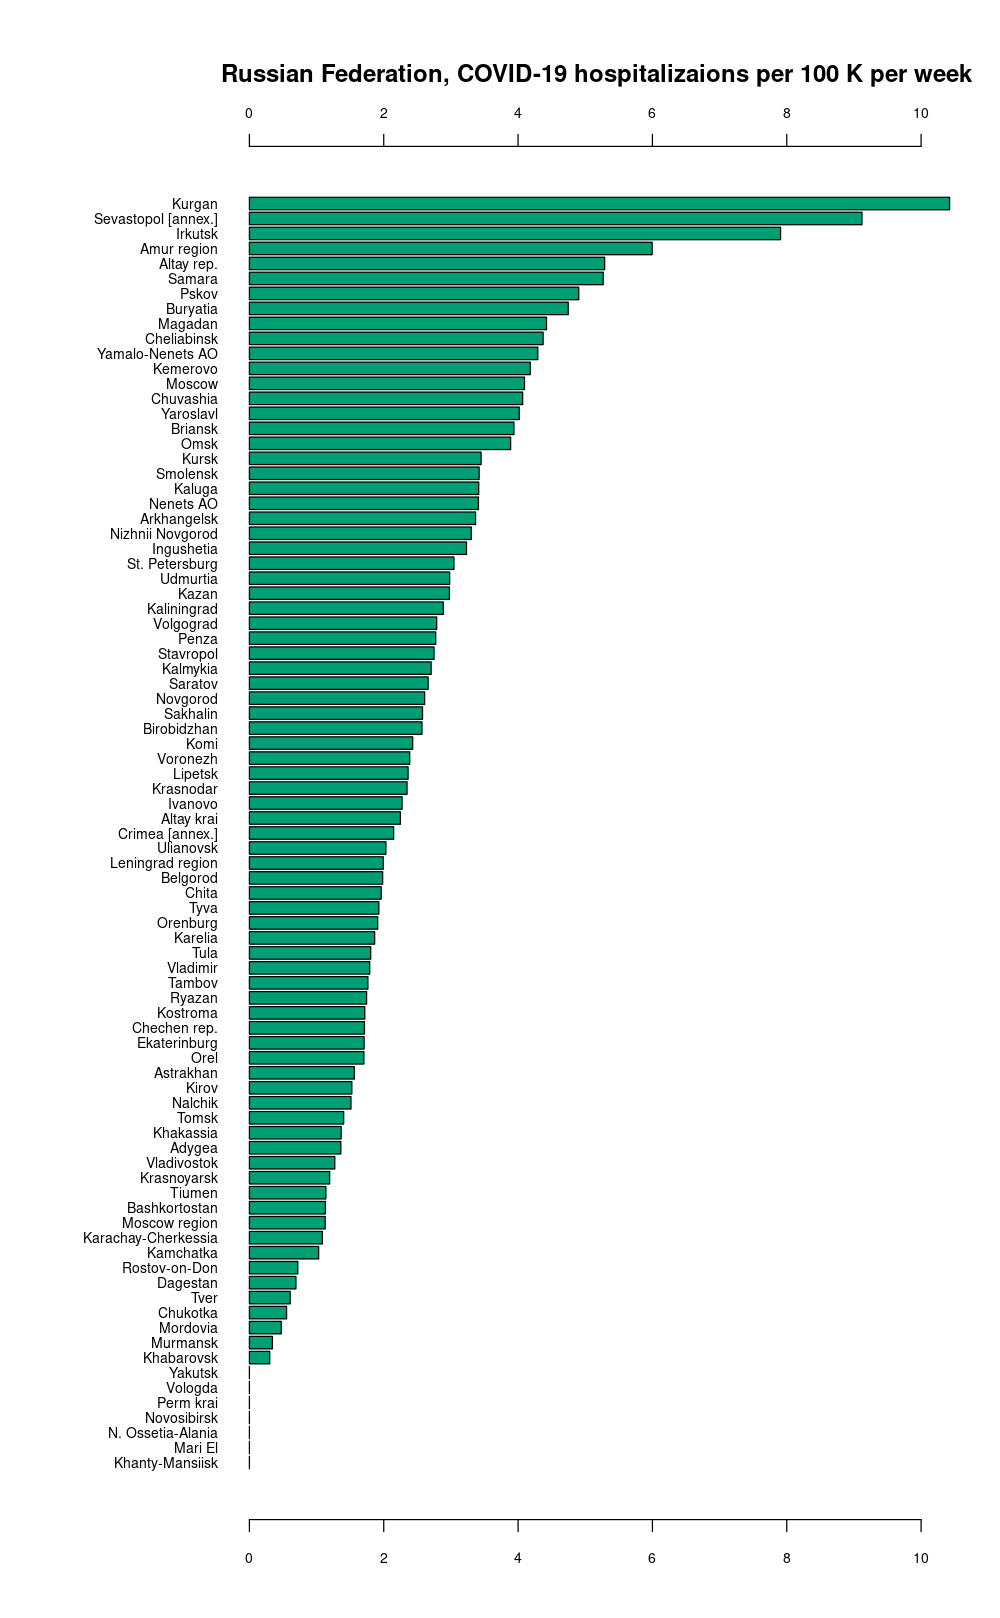 Russian Federation, COVID-19 hospitalizaions per 100 K per week
0 2 4 6 8 10
Kurgan
Sevastopol [annex.]
Irkutsk
Amur region
Altay rep.
Samara
Pskov
Buryatia
Magadan
Cheliabinsk
Yamalo-Nenets AO
Kemerovo
Moscow
Chuvashia
Yaroslavl
Briansk
Omsk
Kursk
Smolensk
Kaluga
Nenets AO
Arkhangelsk
Nizhnii Novgorod
Ingushetia
St. Petersburg
Udmurtia
Kazan
Kaliningrad
Volgograd
Penza
Stavropol
Kalmykia
Saratov
Novgorod
Sakhalin
Birobidzhan
Komi
Voronezh
Lipetsk
Krasnodar
Ivanovo
Altay krai
Crimea [annex.]
Ulianovsk
Leningrad region
Belgorod
Chita
Tyva
Orenburg
Karelia
Tula
Vladimir
Tambov
Ryazan
Kostroma
Chechen rep.
Ekaterinburg
Orel
Astrakhan
Kirov
Nalchik
Tomsk
Khakassia
Adygea
Vladivostok
Krasnoyarsk
Tiumen
Bashkortostan
Moscow region
Karachay-Cherkessia
Kamchatka
Rostov-on-Don
Dagestan
Tver
Chukotka
Mordovia
Murmansk
Khabarovsk
Yakutsk
Vologda
Perm krai
Novosibirsk
N. Ossetia-Alania
Mari El
Khanty-Mansiisk
0 2 4 6 8 10